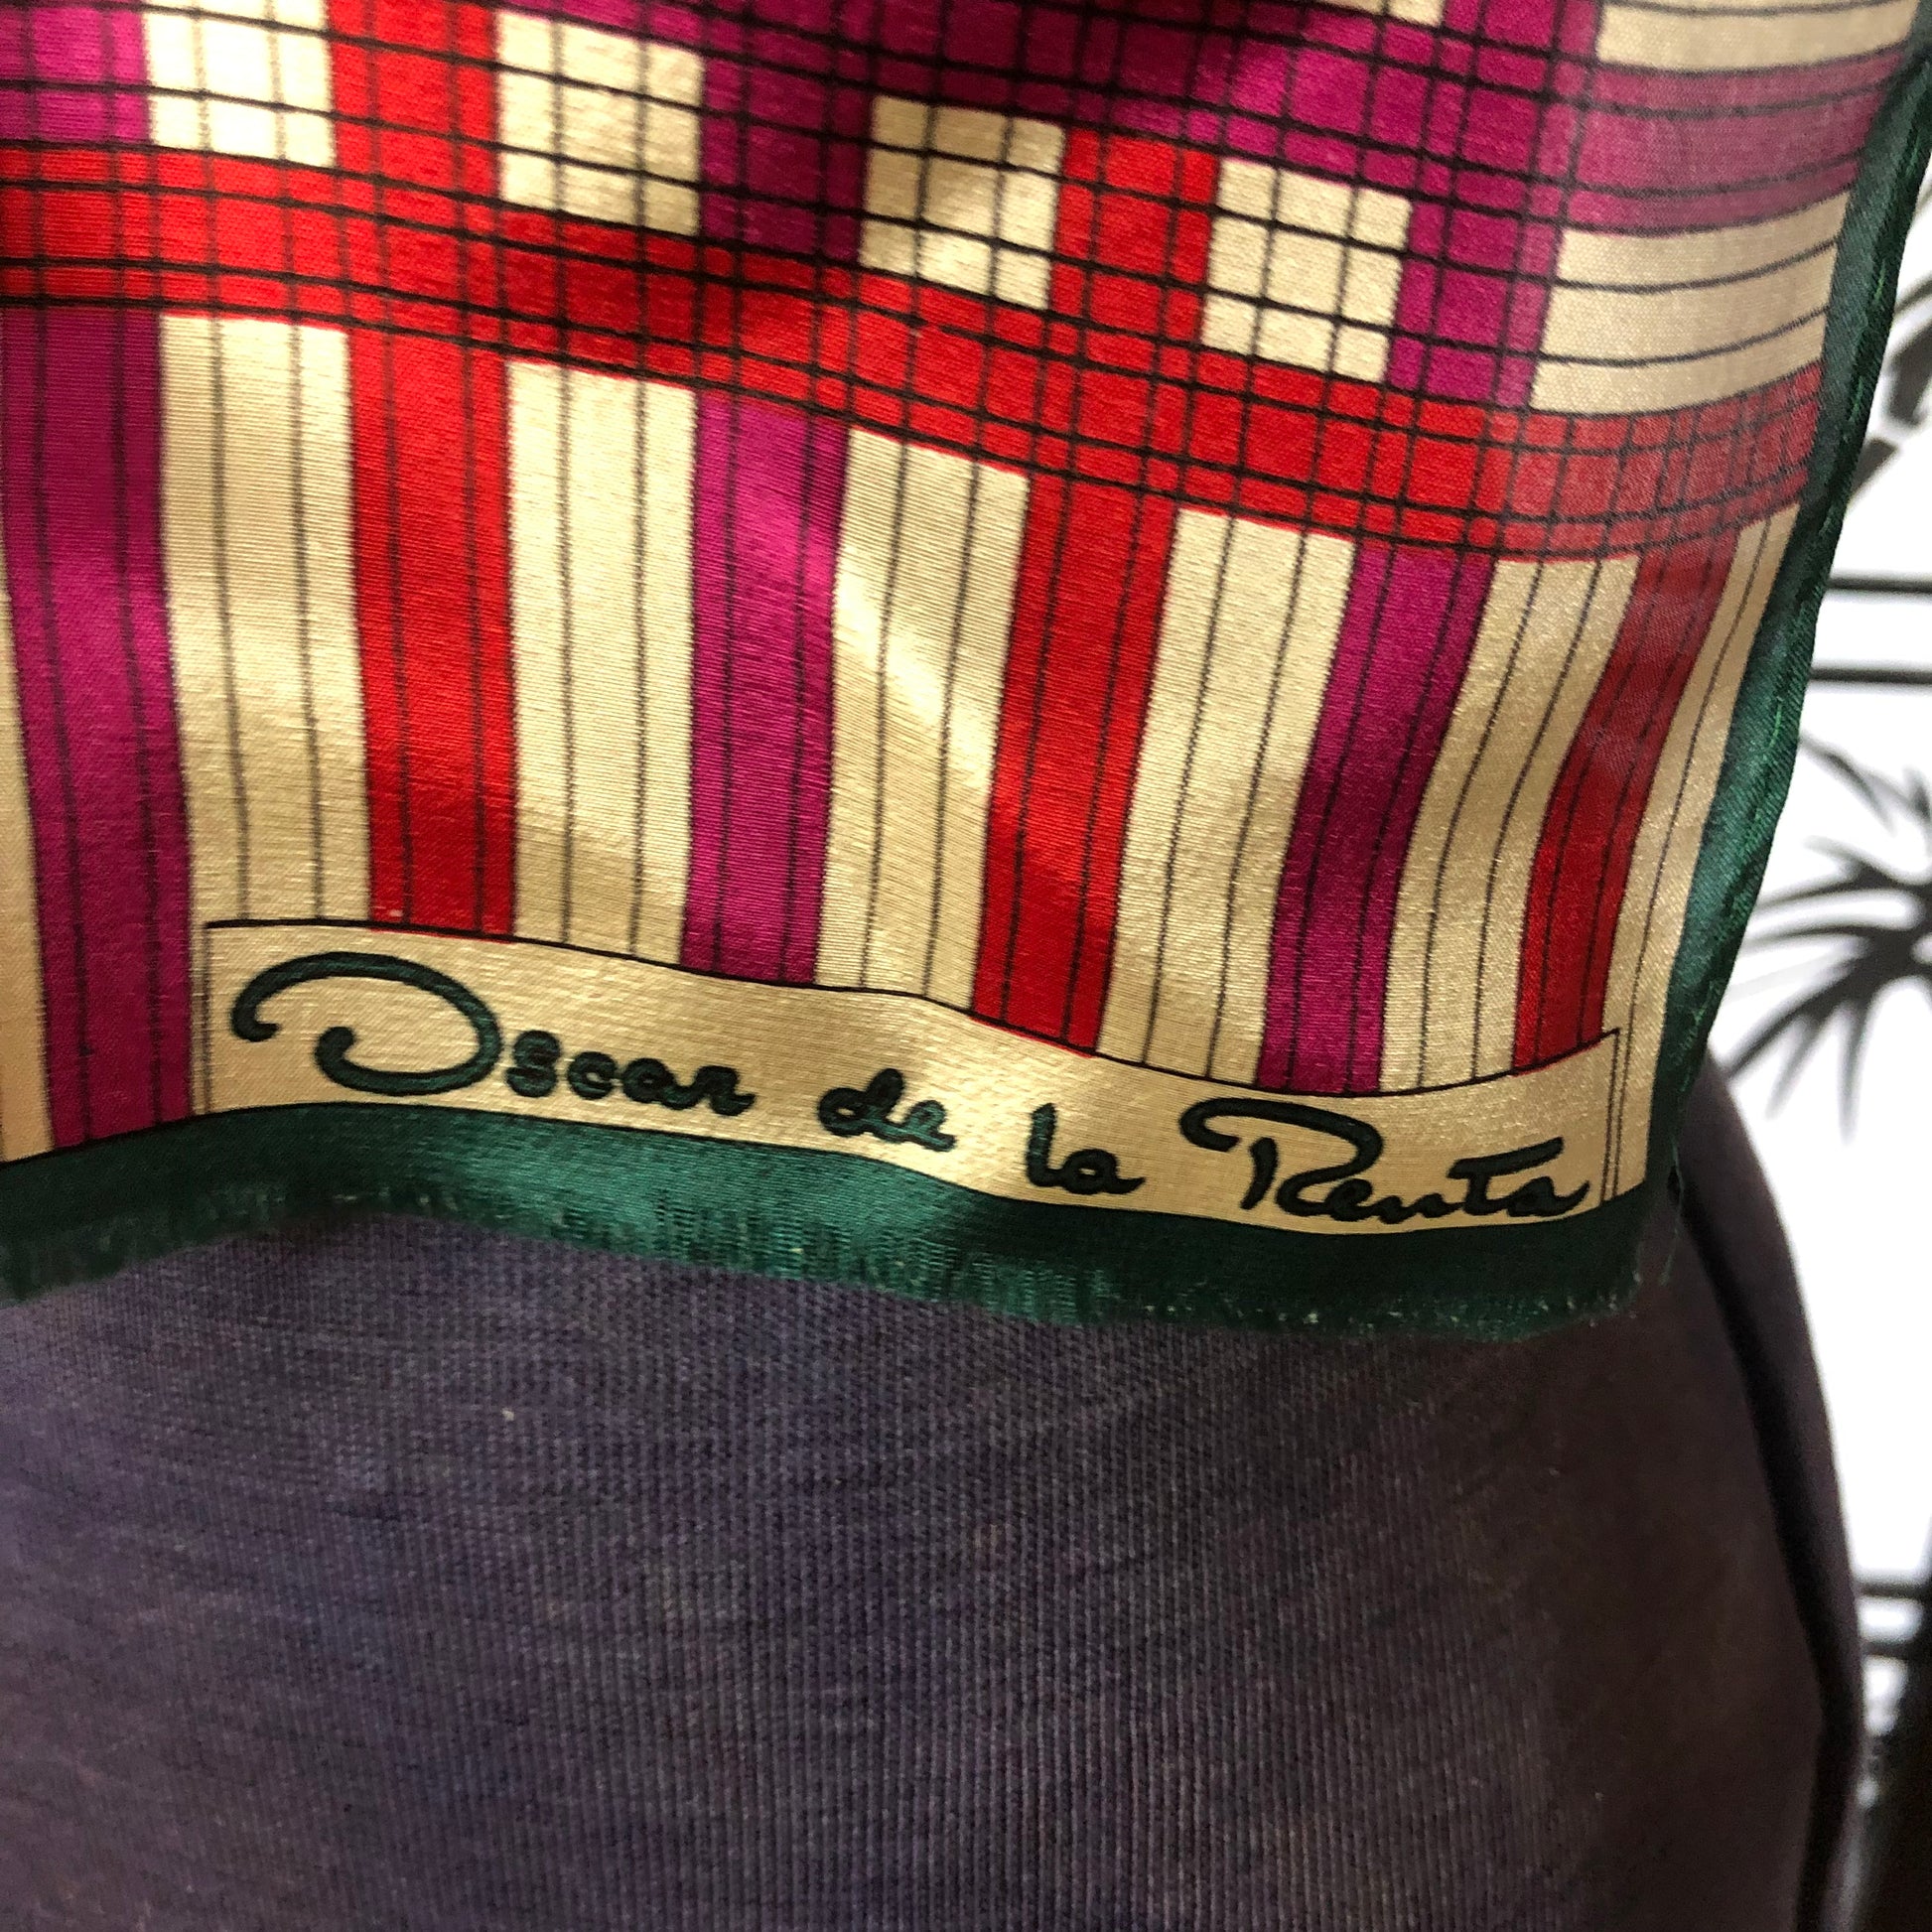 Oscar de la Renta